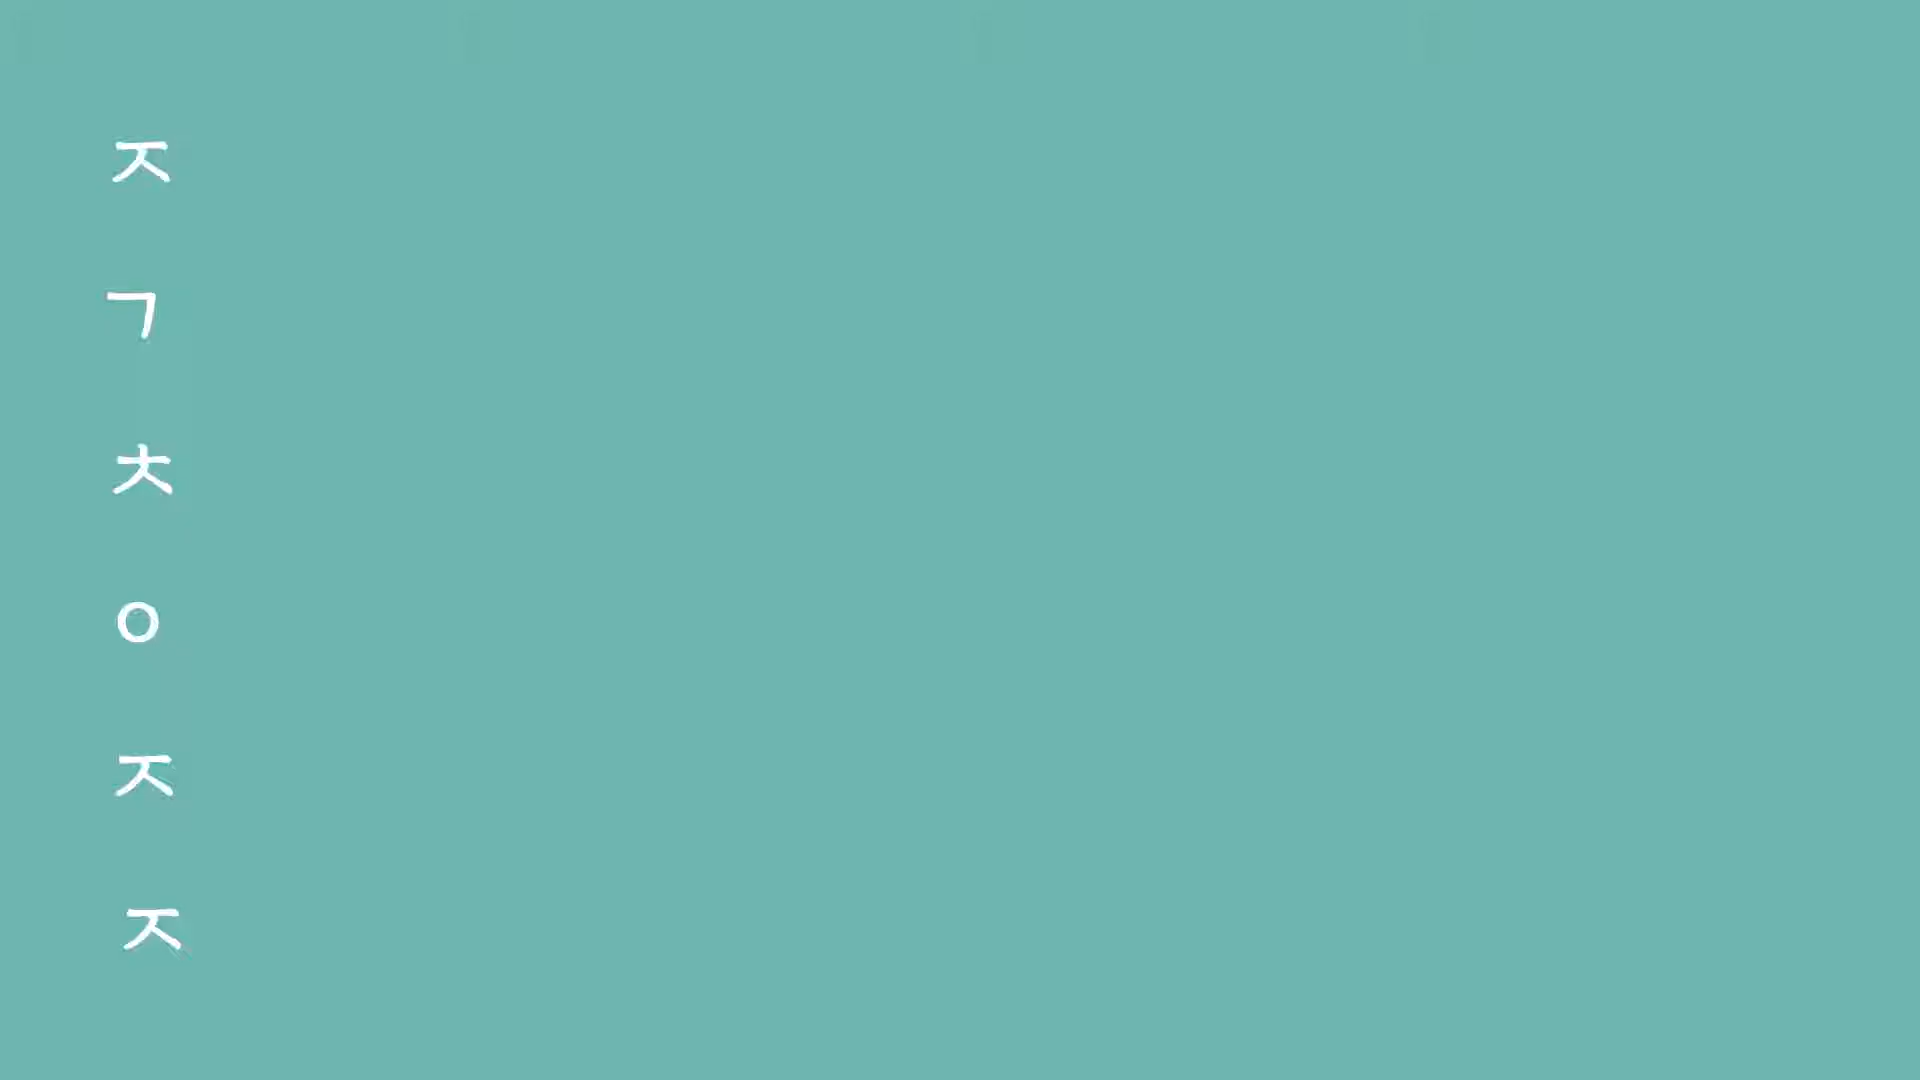 ㅈ
ㄱ
ㅊ
ㅇ
ㅈ
ㅈ